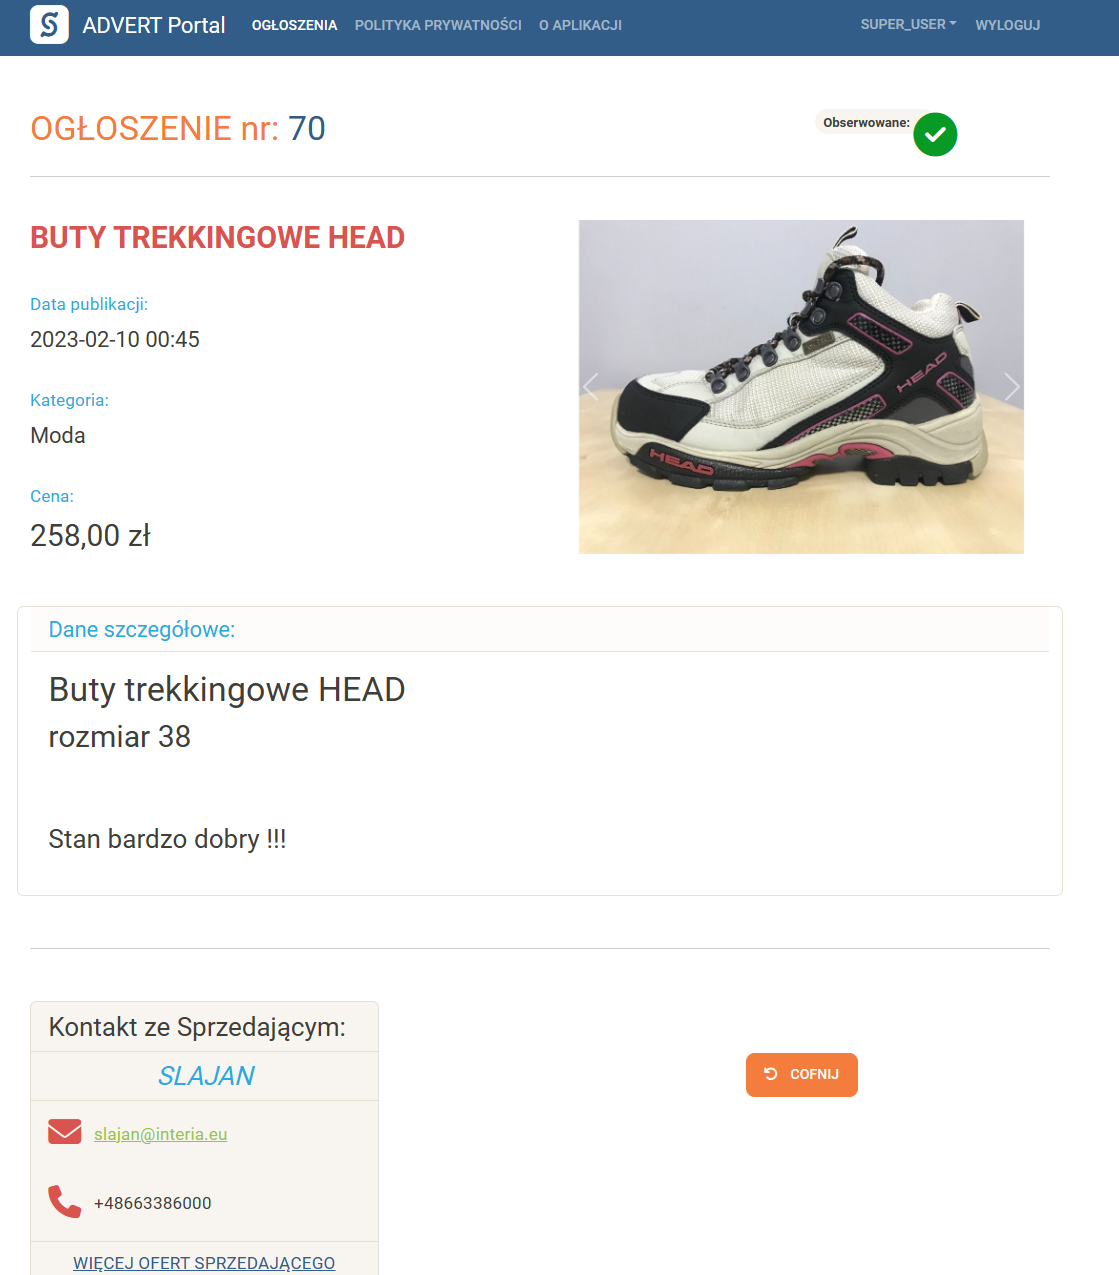 ADVERT Portal OGŁOSZENIA POLITYKA PRYWATNOŚCI O APLIKACJI SUPER_USER WYLOGUJ
OGŁOSZENIE nr: 70
Obserwowane:
BUTY TREKKINGOWE HEAD
Data publikacji:
2023-02-10 00:45
Kategoria:
Moda
Cena:
258,00 zł
HEAD
HEAD
Dane szczegółowe:
Buty trekkingowe HEAD
rozmiar 38
Stan bardzo dobry !!!
Kontakt ze Sprzedającym:
SLAJAN
slajan@interia.eu
+48663386000
WIĘCEJ OFERT SPRZEDAJĄCEGO
COFNIJ